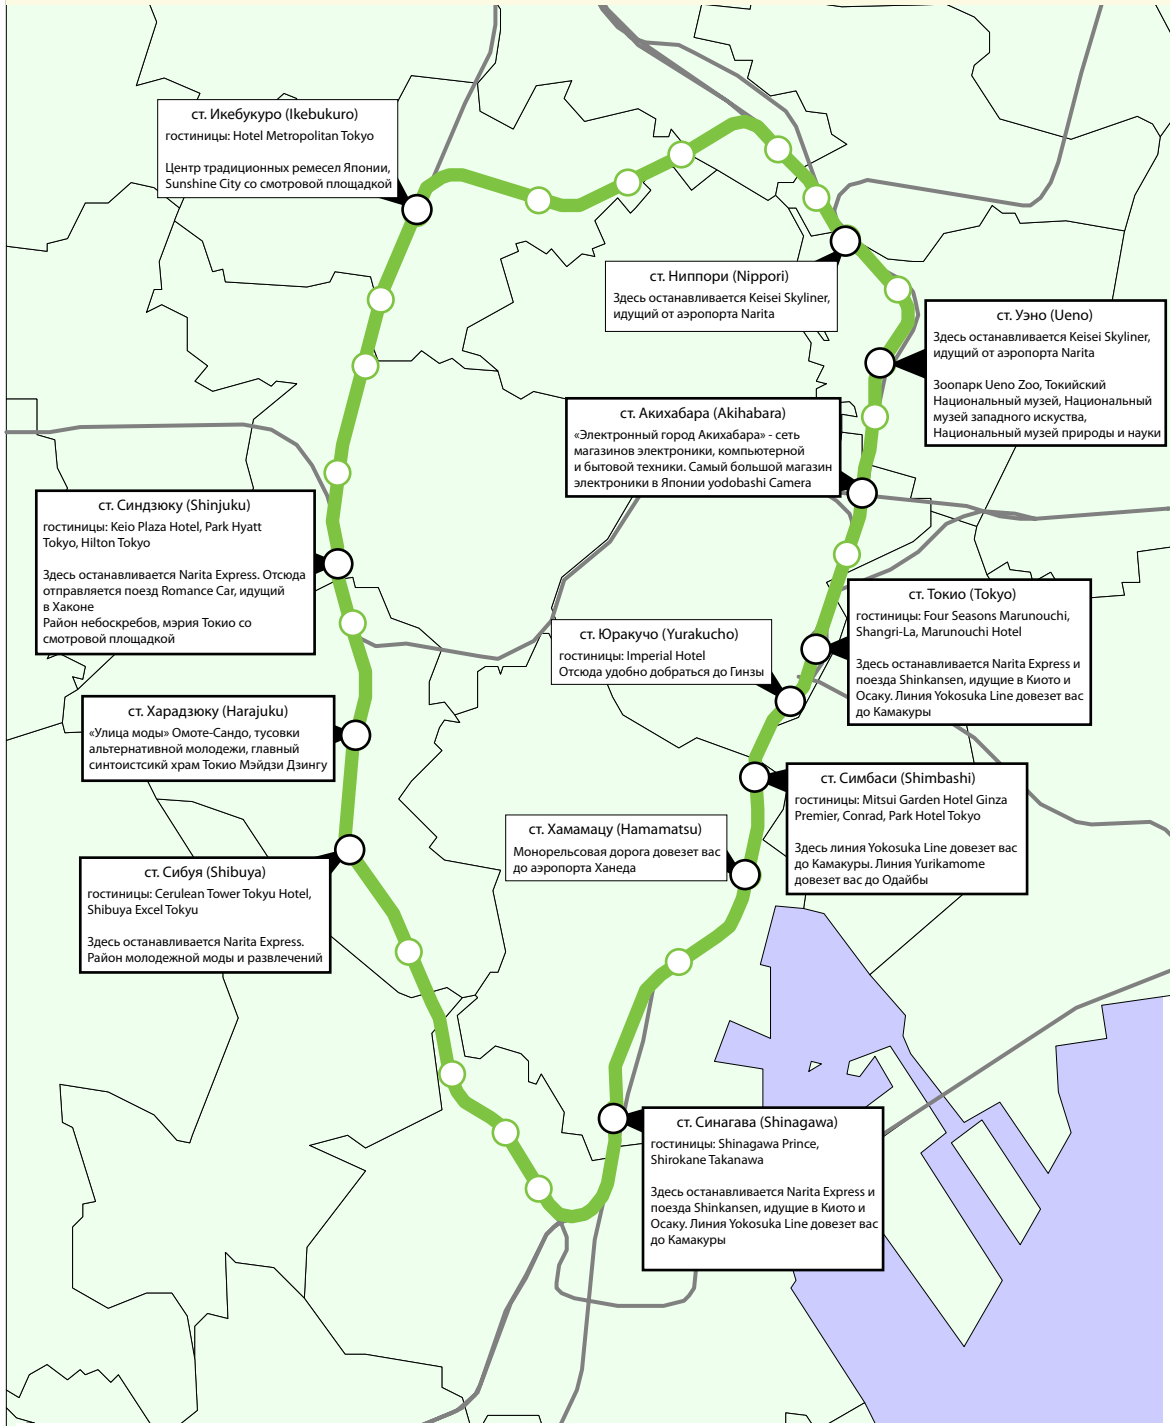 ст. Икебукуро (Ikebukuro)
гостиницы: Hotel Metropolitan Tokyo
Центр традиционных ремесел Японии,
Sunshine City со смотровой площадкой
ст. Ниппори (Nippori)
Здесь останавливается Keisei Skyliner,
идущий от аэропорта Narita
ст. Уэно (Ueno)
Здесь останавливается Keisei Skyliner,
идущий от аэропорта Narita
Зоопарк Ueno Zoo, Токийский
Национальный музей, Национальный
музей западного искуства,
Национальный музей природы и науки
ст. Акихабара (Akihabara)
«Электронный город Акихабара» - сеть
магазинов электроники, компьютерной
и бытовой техники. Самый большой магазин
электроники в Японии yodobashi Camera
ст. Синдзюку (Shinjuku)
гостиницы: Keio Plaza Hotel, Park Hyatt
Tokyo, Hilton Tokyo
Здесь останавливается Narita Express. Отсюда
отправляется поезд Romance Car, идущий
в Хаконе
Район небоскребов, мэрия Токио со
смотровой площадкой
ст. Токио (Tokyo)
гостиницы: Four Seasons Marunouchi,
Shangri-La, Marunouchi Hotel
Здесь останавливается Narita Express и
поезда Shinkansen, идущие в Киото и
Осаку. Линия Yokosuka Line довезет вас
до Камакуры
ст. Юракучо (Yurakucho)
гостиницы: Imperial Hotel
Отсюда удобно добраться до Гинзы
ст. Харадзюку (Harajuku)
«Улица моды» Омоте-Сандо, тусовки
альтернативной молодежи, главный
синтоистсикй храм Токио Мэйдзи Дзингу
ст. Симбаси (Shimbashi)
гостиницы: Mitsui Garden Hotel Ginza
Premier, Conrad, Park Hotel Tokyo
Здесь линия Yokosuka Line довезет вас
до Камакуры. Линия Yurikamome
довезет вас до Одайбы
ст. Хамамацу (Hamamatsu)
Монорельсовая дорога довезет вас
до аэропорта Ханеда
ст. Сибуя (Shibuya)
гостиницы: Cerulean Tower Tokyu Hotel,
Shibuya Excel Tokyu
Здесь останавливается Narita Express.
Район молодежной моды и развлечений
ст. Синагава (Shinagawa)
гостиницы: Shinagawa Prince,
Shirokane Takanawa
Здесь останавливается Narita Express и
поезда Shinkansen, идущие в Киото и
Осаку. Линия Yokosuka Line довезет вас
до Камакуры